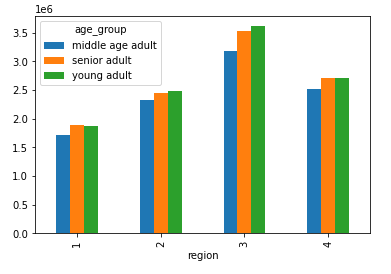 1e6
age_group
middle age adult
senior adult
young adult
3.5
3.0
2.5
2.0
1.5
1.0
0.5
0.0
1 2 3 4
region